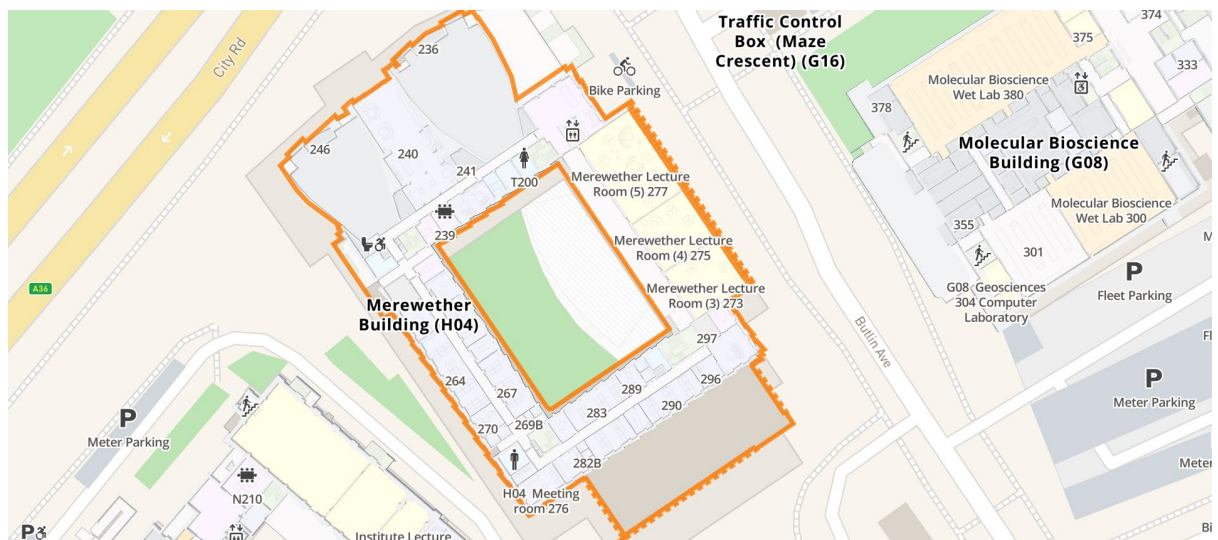 Traffic Control
Box (Maze
Crescent) (G16)
374
375
333
236
City Rd
Bike Parking
Molecular Bioscience
Wet Lab 380
378
Molecular Bioscience
Building (G08)
246
240
241
T200
Merewether Lecture
Room (5) 277
239
Merewether Lecture
Room (4) 275
Molecular Bioscience
Wet Lab 300
355
301
A36
Merewether Lecture
Room (3) 273
G08 Geosciences
304 Computer
Laboratory
P
Fleet Parking
M
Merewether
Building (H04)
Butlin Ave
297
Fl
264
267
289
296
P
Meter Parking
P
Meter Parking
270
269B
283
290
282B
Meter
N210
H04 Meeting
room 276
P
Institute Lecture
Bi